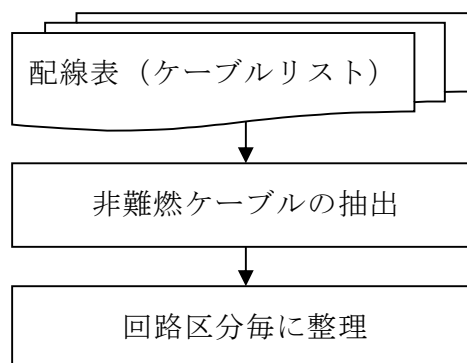 配線表（ケーブルリスト）
非難燃ケーブルの抽出
回路区分毎に整理